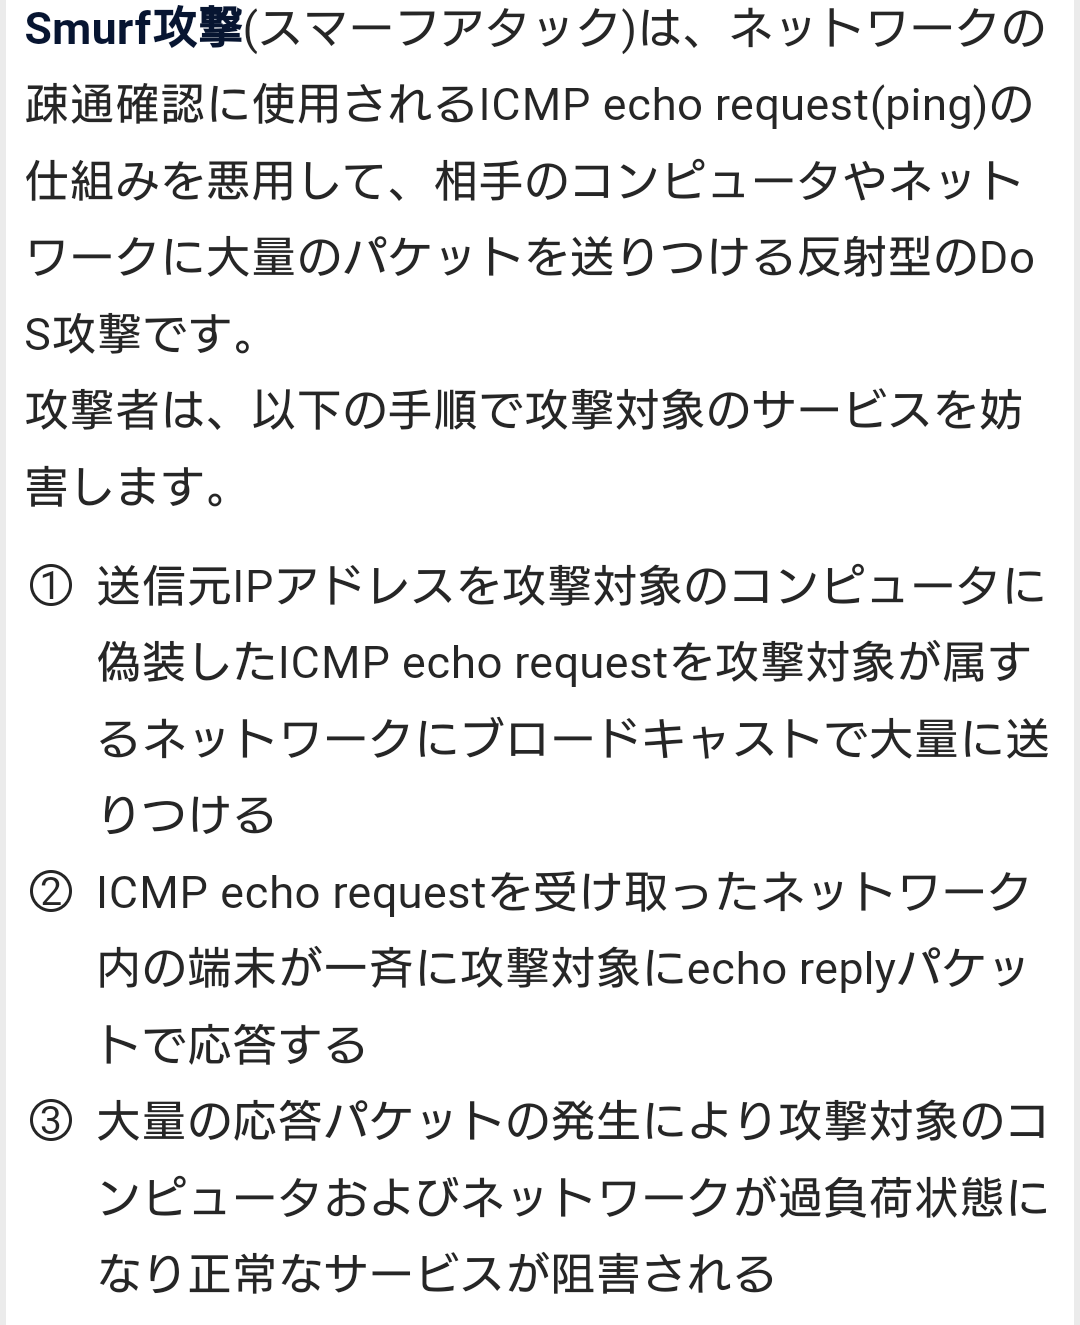 Smurf攻撃(スマーフアタック)は、ネットワークの
疎通確認に使用されるICMP echo request(ping)の
仕組みを悪用して、相手のコンピュータやネット
ワークに大量のパケットを送りつける反射型のDo
S攻撃です。
攻撃者は、以下の手順で攻撃対象のサービスを妨
害します。
① 送信元IPアドレスを攻撃対象のコンピュータに
偽装したICMP echo requestを攻撃対象が属す
るネットワークにブロードキャストで大量に送
りつける
② ICMP echo requestを受け取ったネットワーク
内の端末が一斉に攻撃対象にecho replyパケッ
トで応答する
③ 大量の応答パケットの発生により攻撃対象のコ
ンピュータおよびネットワークが過負荷状態に
なり正常なサービスが阻害される